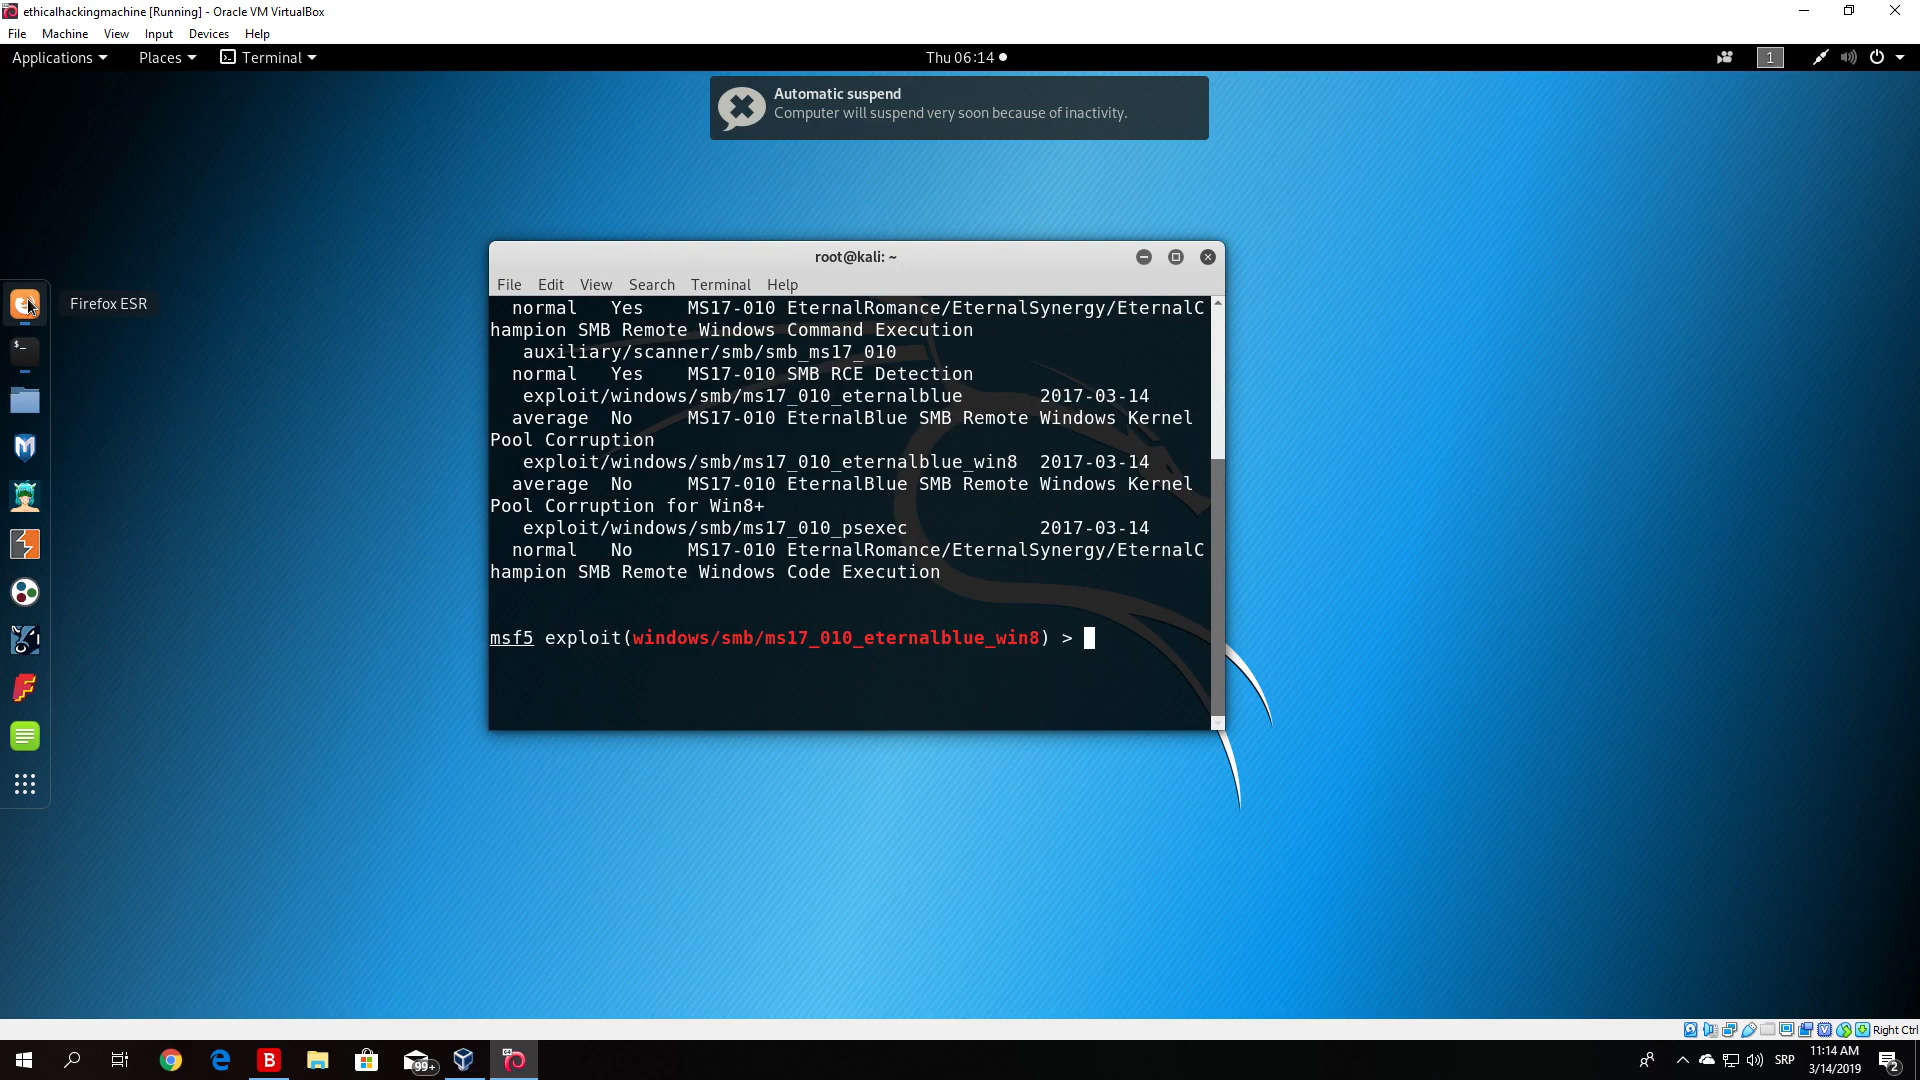 ethicalhackingmachine [Running] - Oracle VM VirtualBox
File Machine View Input Devices Help
Applications Places Terminal Thu 06:14 1
Automatic suspend
Computer will suspend very soon because of inactivity.
root@kali: ~
File Edit View Search Terminal Help
Firefox ESR
normal Yes MS17-010 EternalRomance/EternalSynergy/EternalC
hampion SMB Remote Windows Command Execution
auxiliary/scanner/smb/smb_ms17_010
normal Yes MS17-010 SMB RCE Detection
exploit/windows/smb/ms17_010_eternalblue 2017-03-14
average No MS17-010 EternalBlue SMB Remote Windows Kernel
Pool Corruption
exploit/windows/smb/ms17_010_eternalblue_win8 2017-03-14
average No MS17-010 EternalBlue SMB Remote Windows Kernel
Pool Corruption for Win8+
exploit/windows/smb/ms17_010_psexec 2017-03-14
normal No MS17-010 EternalRomance/EternalSynergy/EternalC
hampion SMB Remote Windows Code Execution
msf5 exploit(windows/smb/ms17_010_eternalblue_win8) >
Right Ctrl
99+ SRP 11:14 AM
3/14/2019 2